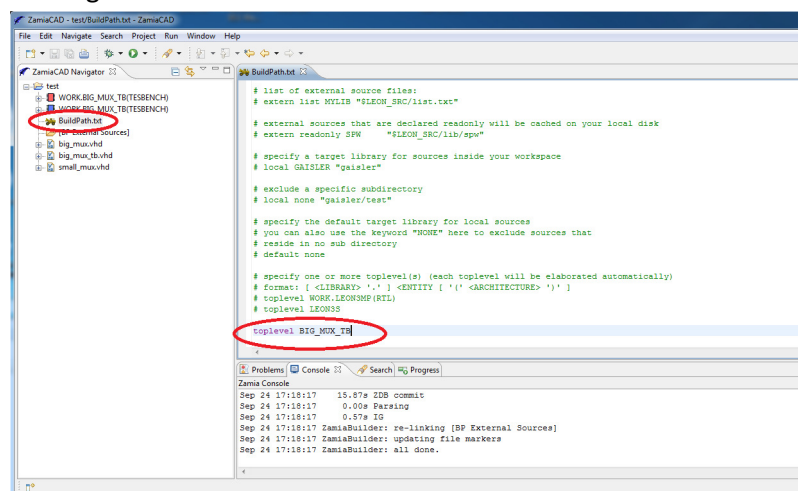 ZamiaCAD - test/BuildPath.txt - ZamiaCAD
File Edit Navigate Search Project Run Window Help
ZamiaCAD Navigator
test
WORK.BIG_MUX_TB(TESBENCH)
WORK.BIG_MUX_TB(TESBENCH)
BuildPath.txt
[BP External Sources]
big_mux.vhd
big_mux_tb.vhd
small_mux.vhd
BuildPath.txt
# list of external source files:
# extern list MYLIB "$LEON_SRC/list.txt"
# external sources that are declared readonly will be cached on your local disk
# extern readonly SPW "$LEON_SRC/lib/spw"
# specify a target library for sources inside your workspace
# local GAISLER "gaisler"
# exclude a specific subdirectory
# local none "gaisler/test"
# specify the default target library for local sources
# you can also use the keyword "NONE" here to exclude sources that
# reside in no sub directory
# default none
# specify one or more toplevel(s) (each toplevel will be elaborated automatically)
# format: [ <LIBRARY> '.' ] <ENTITY [ '(' <ARCHITECTURE> ')' ]
# toplevel WORK.LEON3MP(RTL)
# toplevel LEON3S
toplevel BIG_MUX_TB
Problems Console Search Progress
Zamia Console
Sep 24 17:18:17 15.87s ZDB commit
Sep 24 17:18:17 0.00s Parsing
Sep 24 17:18:17 0.57s IG
Sep 24 17:18:17 ZamiaBuilder: re-linking [BP External Sources]
Sep 24 17:18:17 ZamiaBuilder: updating file markers
Sep 24 17:18:17 ZamiaBuilder: all done.